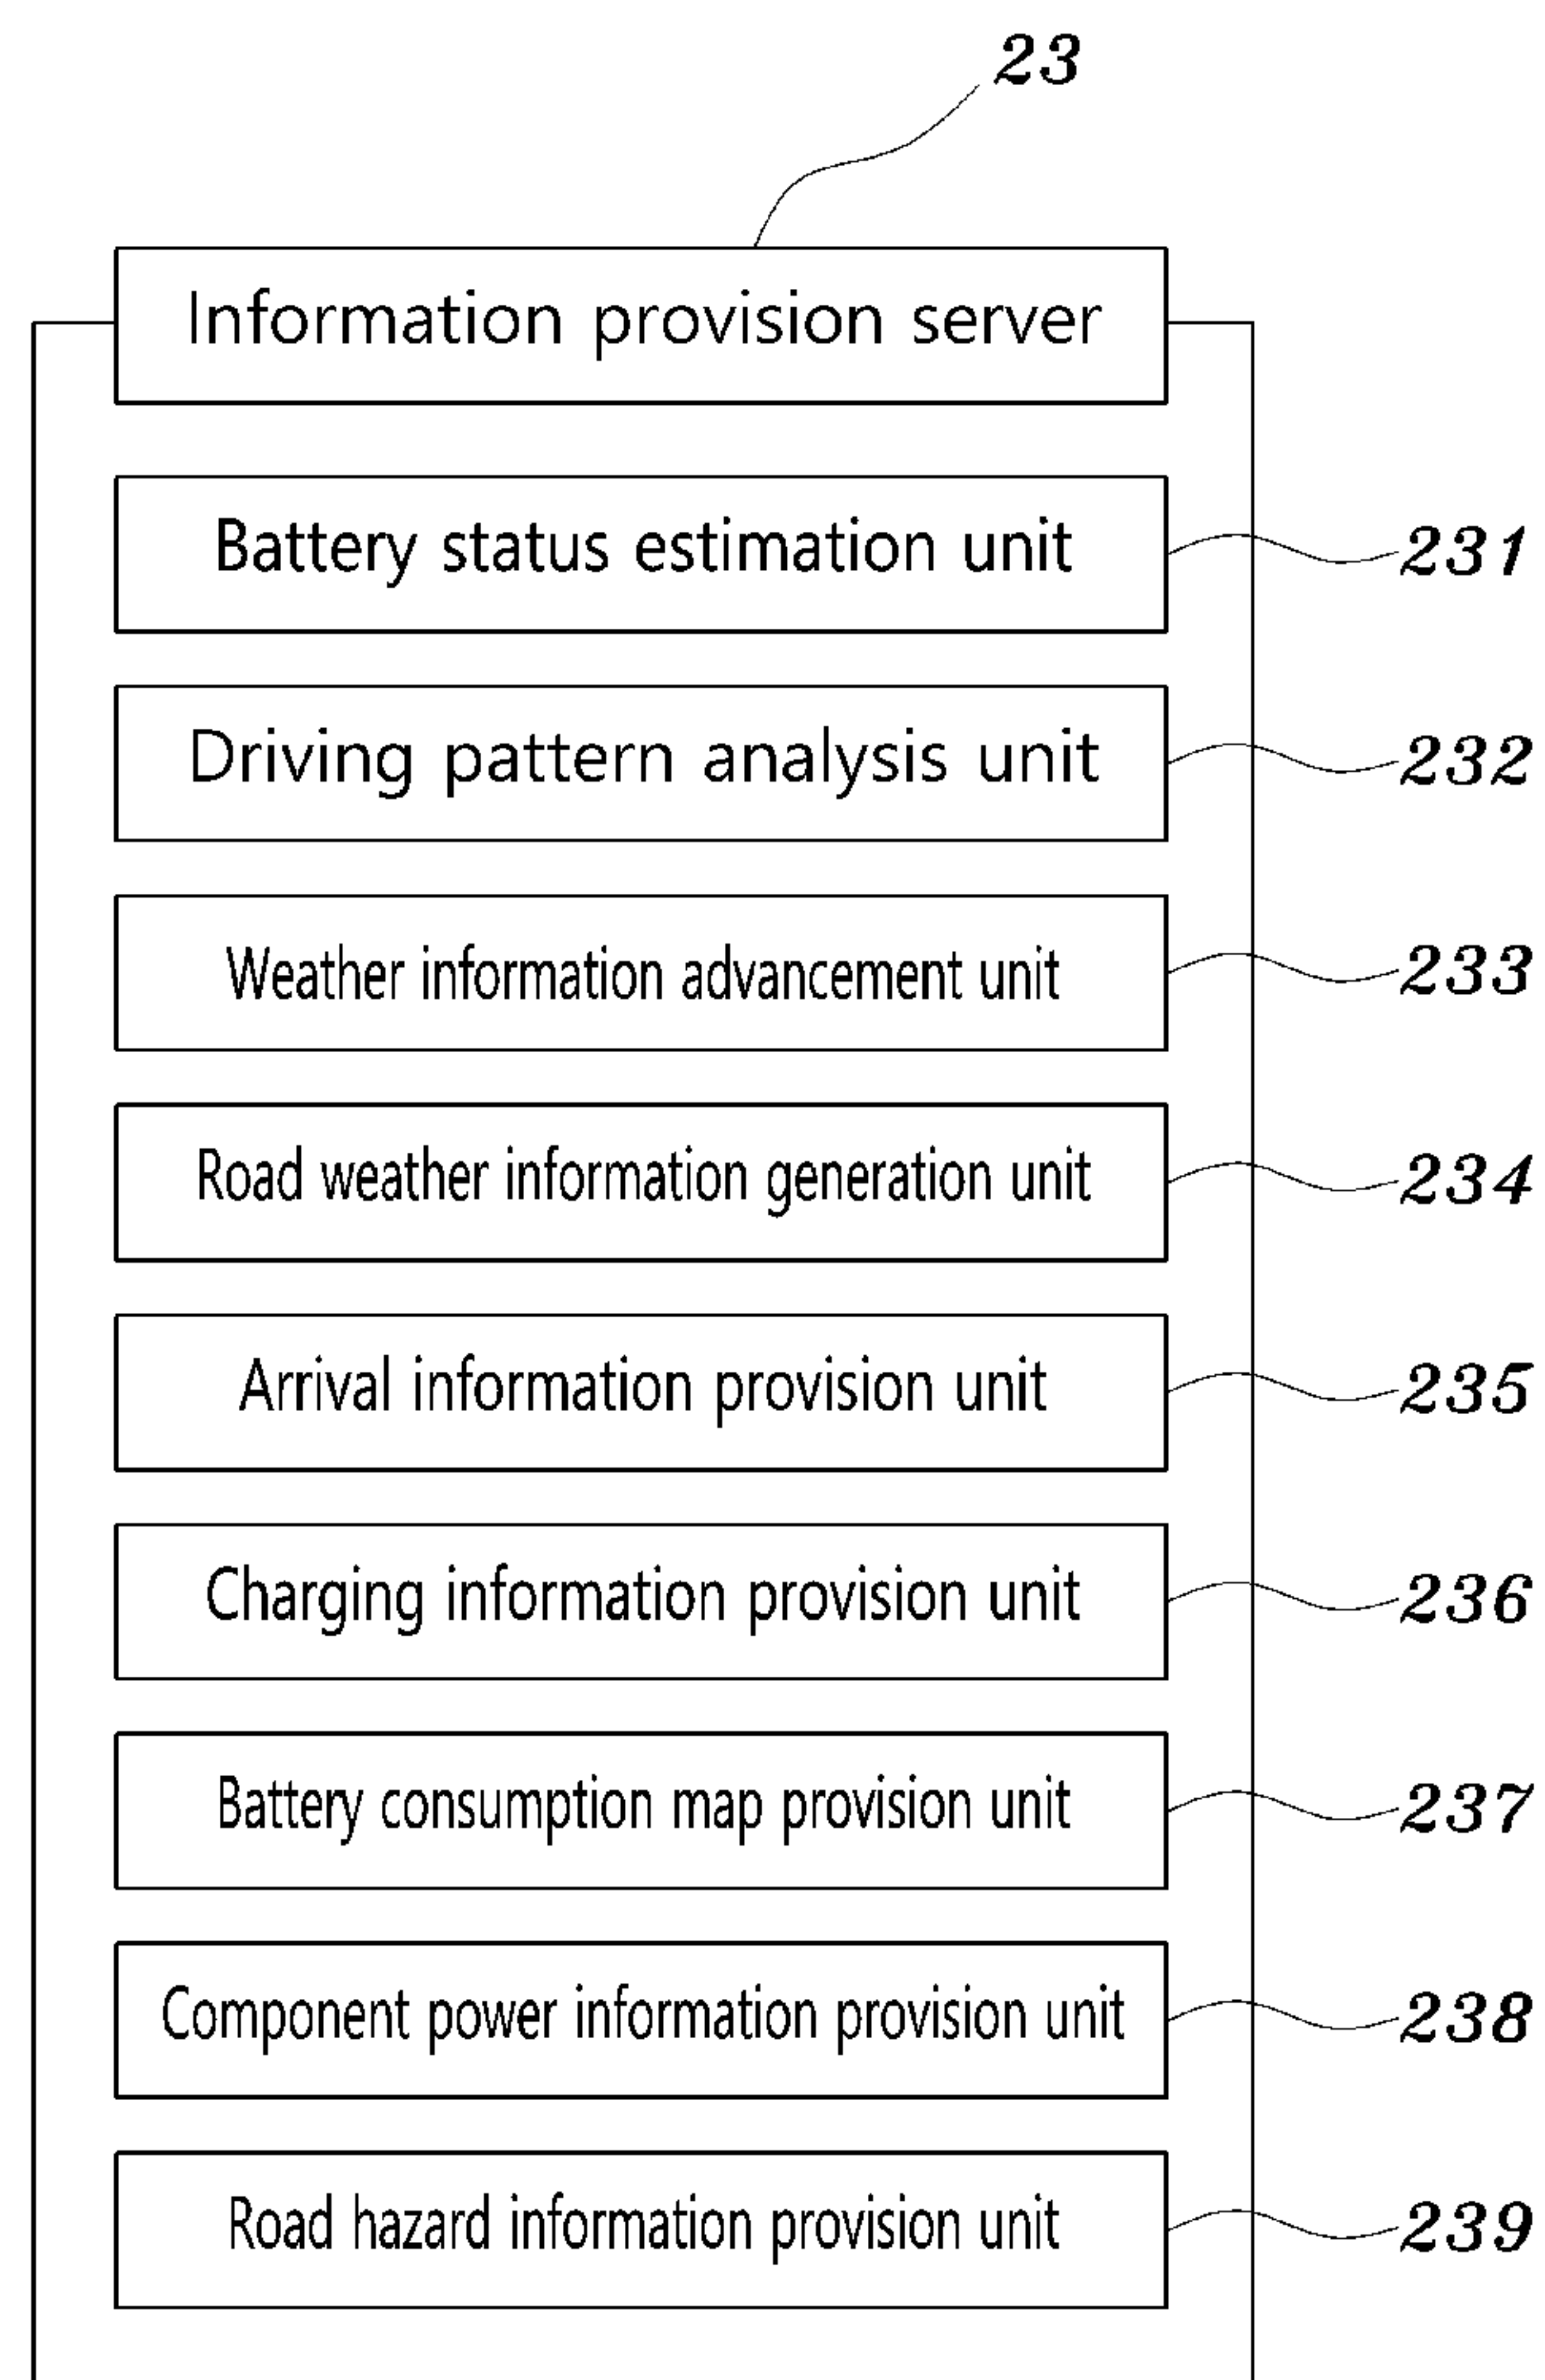 23
Information provision server
Battery status estimation unit 231
Driving pattern analysis unit 232
Weather information advancement unit 233
Road weather information generation unit 234
Arrival information provision unit 235
Charging information provision unit 236
Battery consumption map provision unit 237
Component power information provision unit 238
Road hazard information provision unit 239